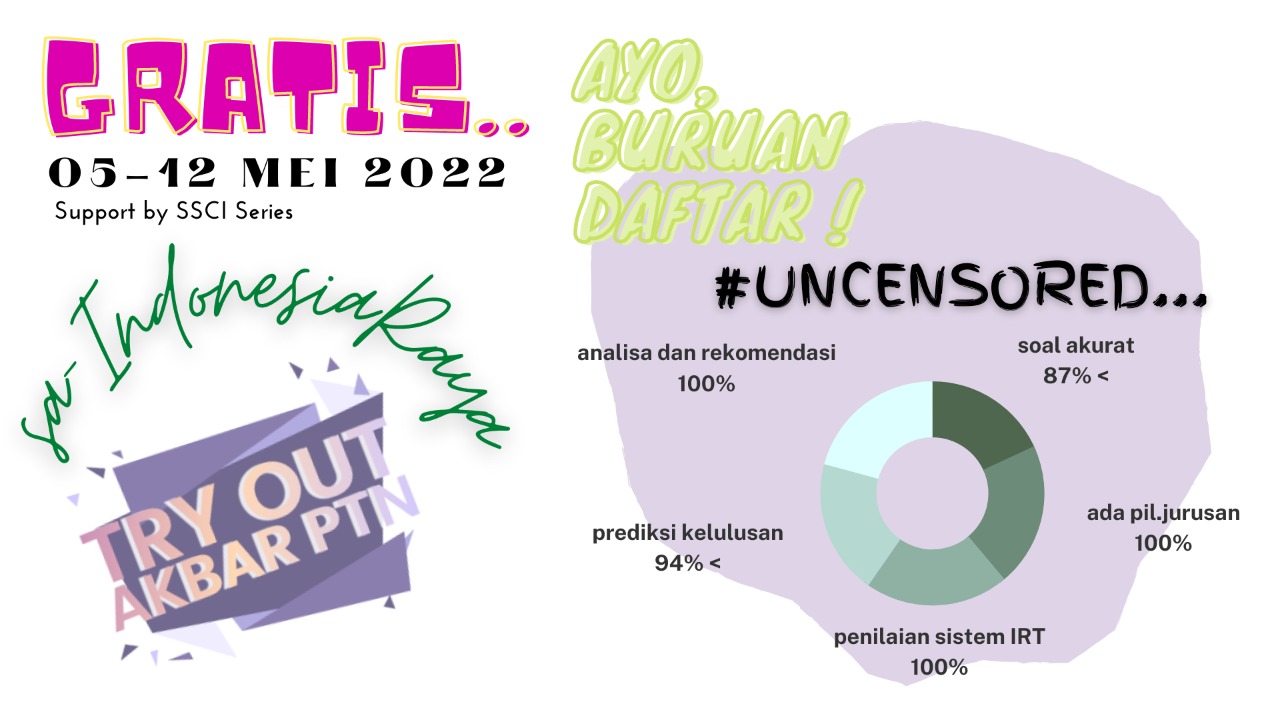 GRATIS..
05-12 MEI 2022
Support by SSCI Series
sa-IndonesiaRaya
TRY OUT
AKBAR PTN
AYO,
BURUAN
DAFTAR !
#UNCENSORED...
analisa dan rekomendasi
100%
soal akurat
87% <
ada pil.jurusan
100%
prediksi kelulusan
94% <
penilaian sistem IRT
100%